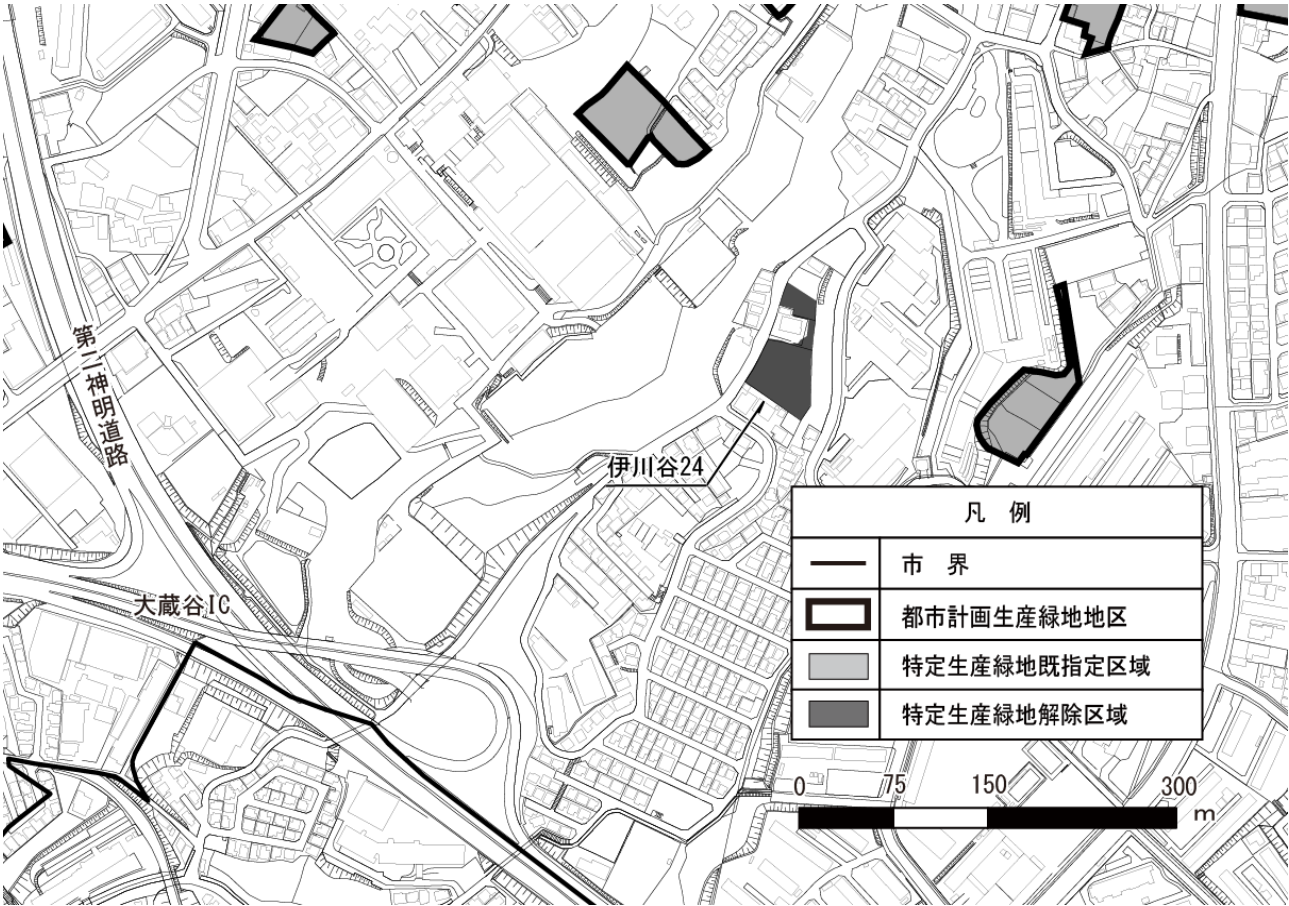 第二神明道路
伊川谷24
大蔵谷IC
凡 例
市 界
都市計画生産緑地地区
特定生産緑地既指定区域
特定生産緑地解除区域
0 75 150 300
m